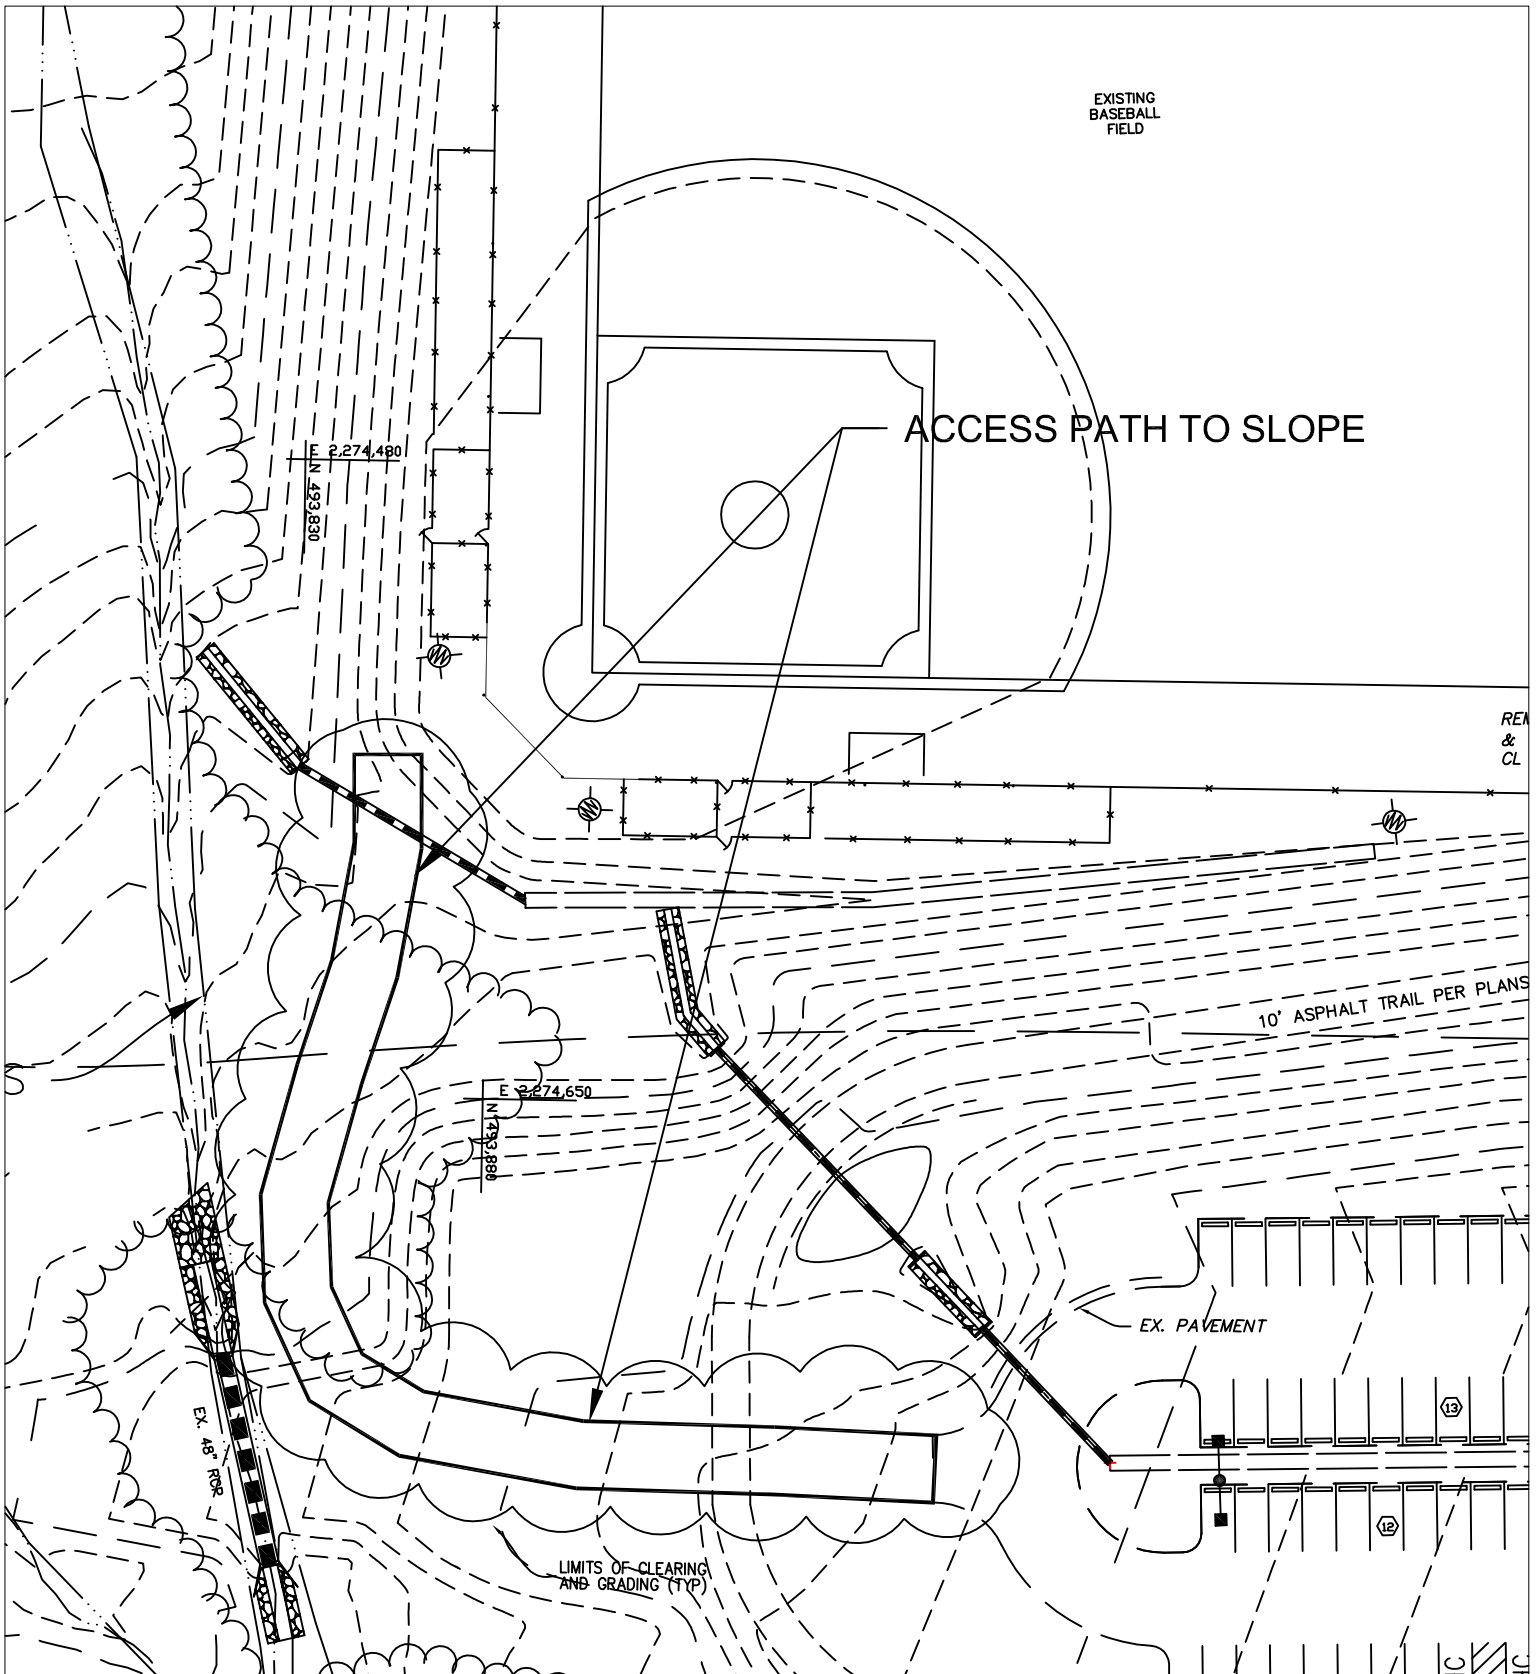 EXISTING
BASEBALL
FIELD
ACCESS PATH TO SLOPE
E 2,274,480
N 493,830
REM
&
CL
10' ASPHALT TRAIL PER PLANS
E 2,274,650
N 493,880
EX. PAVEMENT
13
EX. 48" RCP
12
LIMITS OF CLEARING
AND GRADING (TYP)